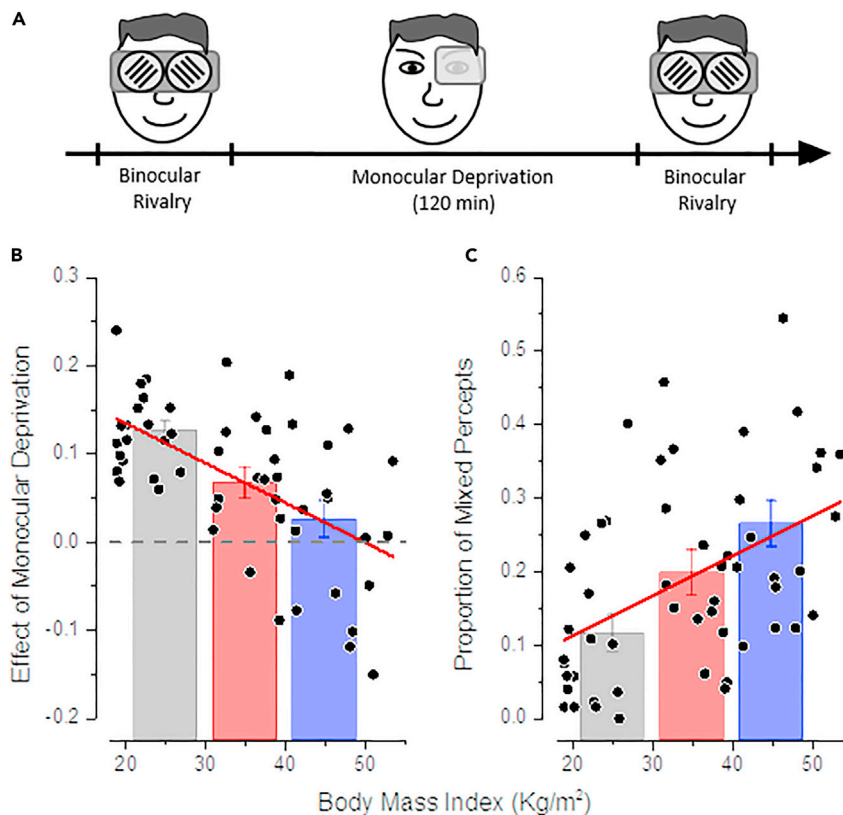 A
Binocular
Rivalry
Monocular Deprivation
(120 min)
Binocular
Rivalry
B
Effect of Monocular Deprivation
0.3
0.2
0.1
0.0
-0.1
-0.2
20 30 40 50
C
Proportion of Mixed Percepts
0.6
0.5
0.4
0.3
0.2
0.1
0.0
20 30 40 50
Body Mass Index (Kg/m²)